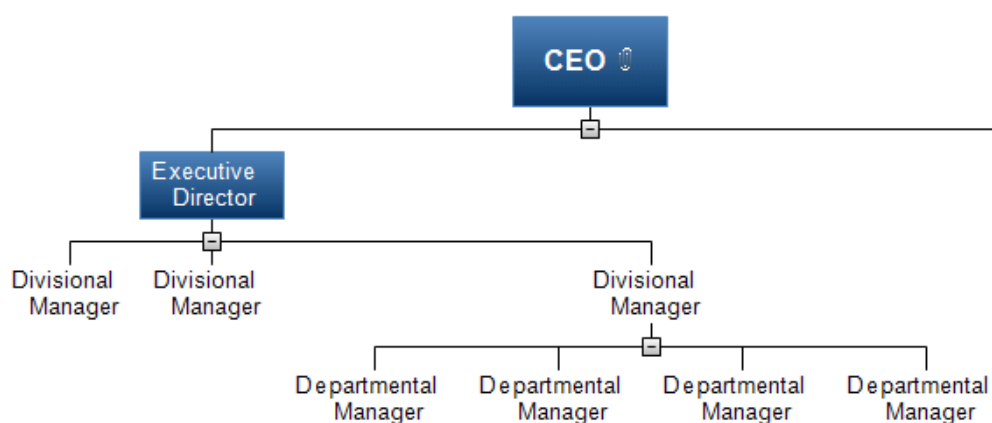 CEO
Executive
Director
Divisional
Manager
Divisional
Manager
Divisional
Manager
Departmental
Manager
Departmental
Manager
Departmental
Manager
Departmental
Manager